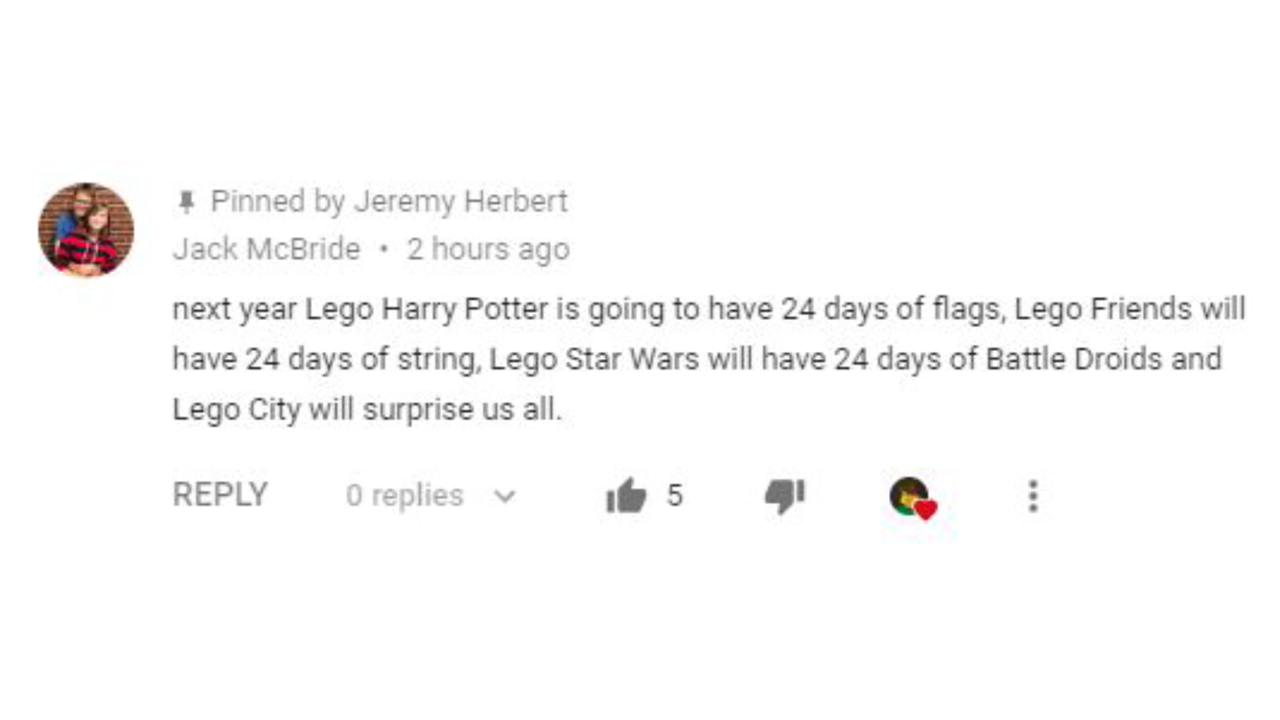 Pinned by Jeremy Herbert
Jack McBride • 2 hours ago
next year Lego Harry Potter is going to have 24 days of flags, Lego Friends will
have 24 days of string, Lego Star Wars will have 24 days of Battle Droids and
Lego City will surprise us all.
REPLY 0 replies 5